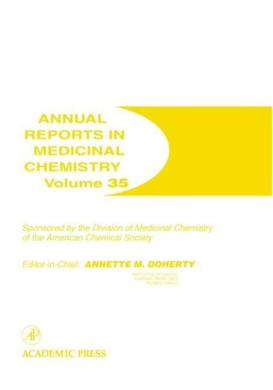 ANNUAL
REPORTS IN
MEDICINAL
CHEMISTRY
Volume 35
Sponsored by the Division of Medicinal Chemistry
of the American Chemical Society
Editor-in-Chief: ANNETTE M. DOHERTY
ACADEMIC PRESS